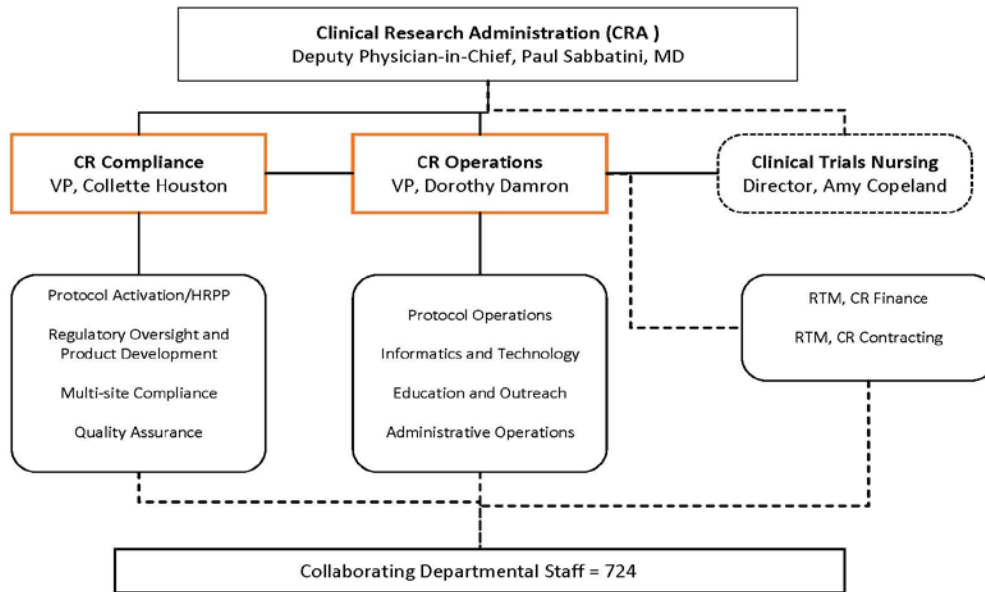 Clinical Research Administration (CRA )
Deputy Physician-in-Chief, Paul Sabbatini, MD
CR Compliance
VP, Collette Houston
CR Operations
VP, Dorothy Damron
Clinical Trials Nursing
Director, Amy Copeland
Protocol Activation/HRPP
Regulatory Oversight and
Product Development
Multi-site Compliance
Quality Assurance
Protocol Operations
Informatics and Technology
Education and Outreach
Administrative Operations
RTM, CR Finance
RTM, CR Contracting
Collaborating Departmental Staff = 724